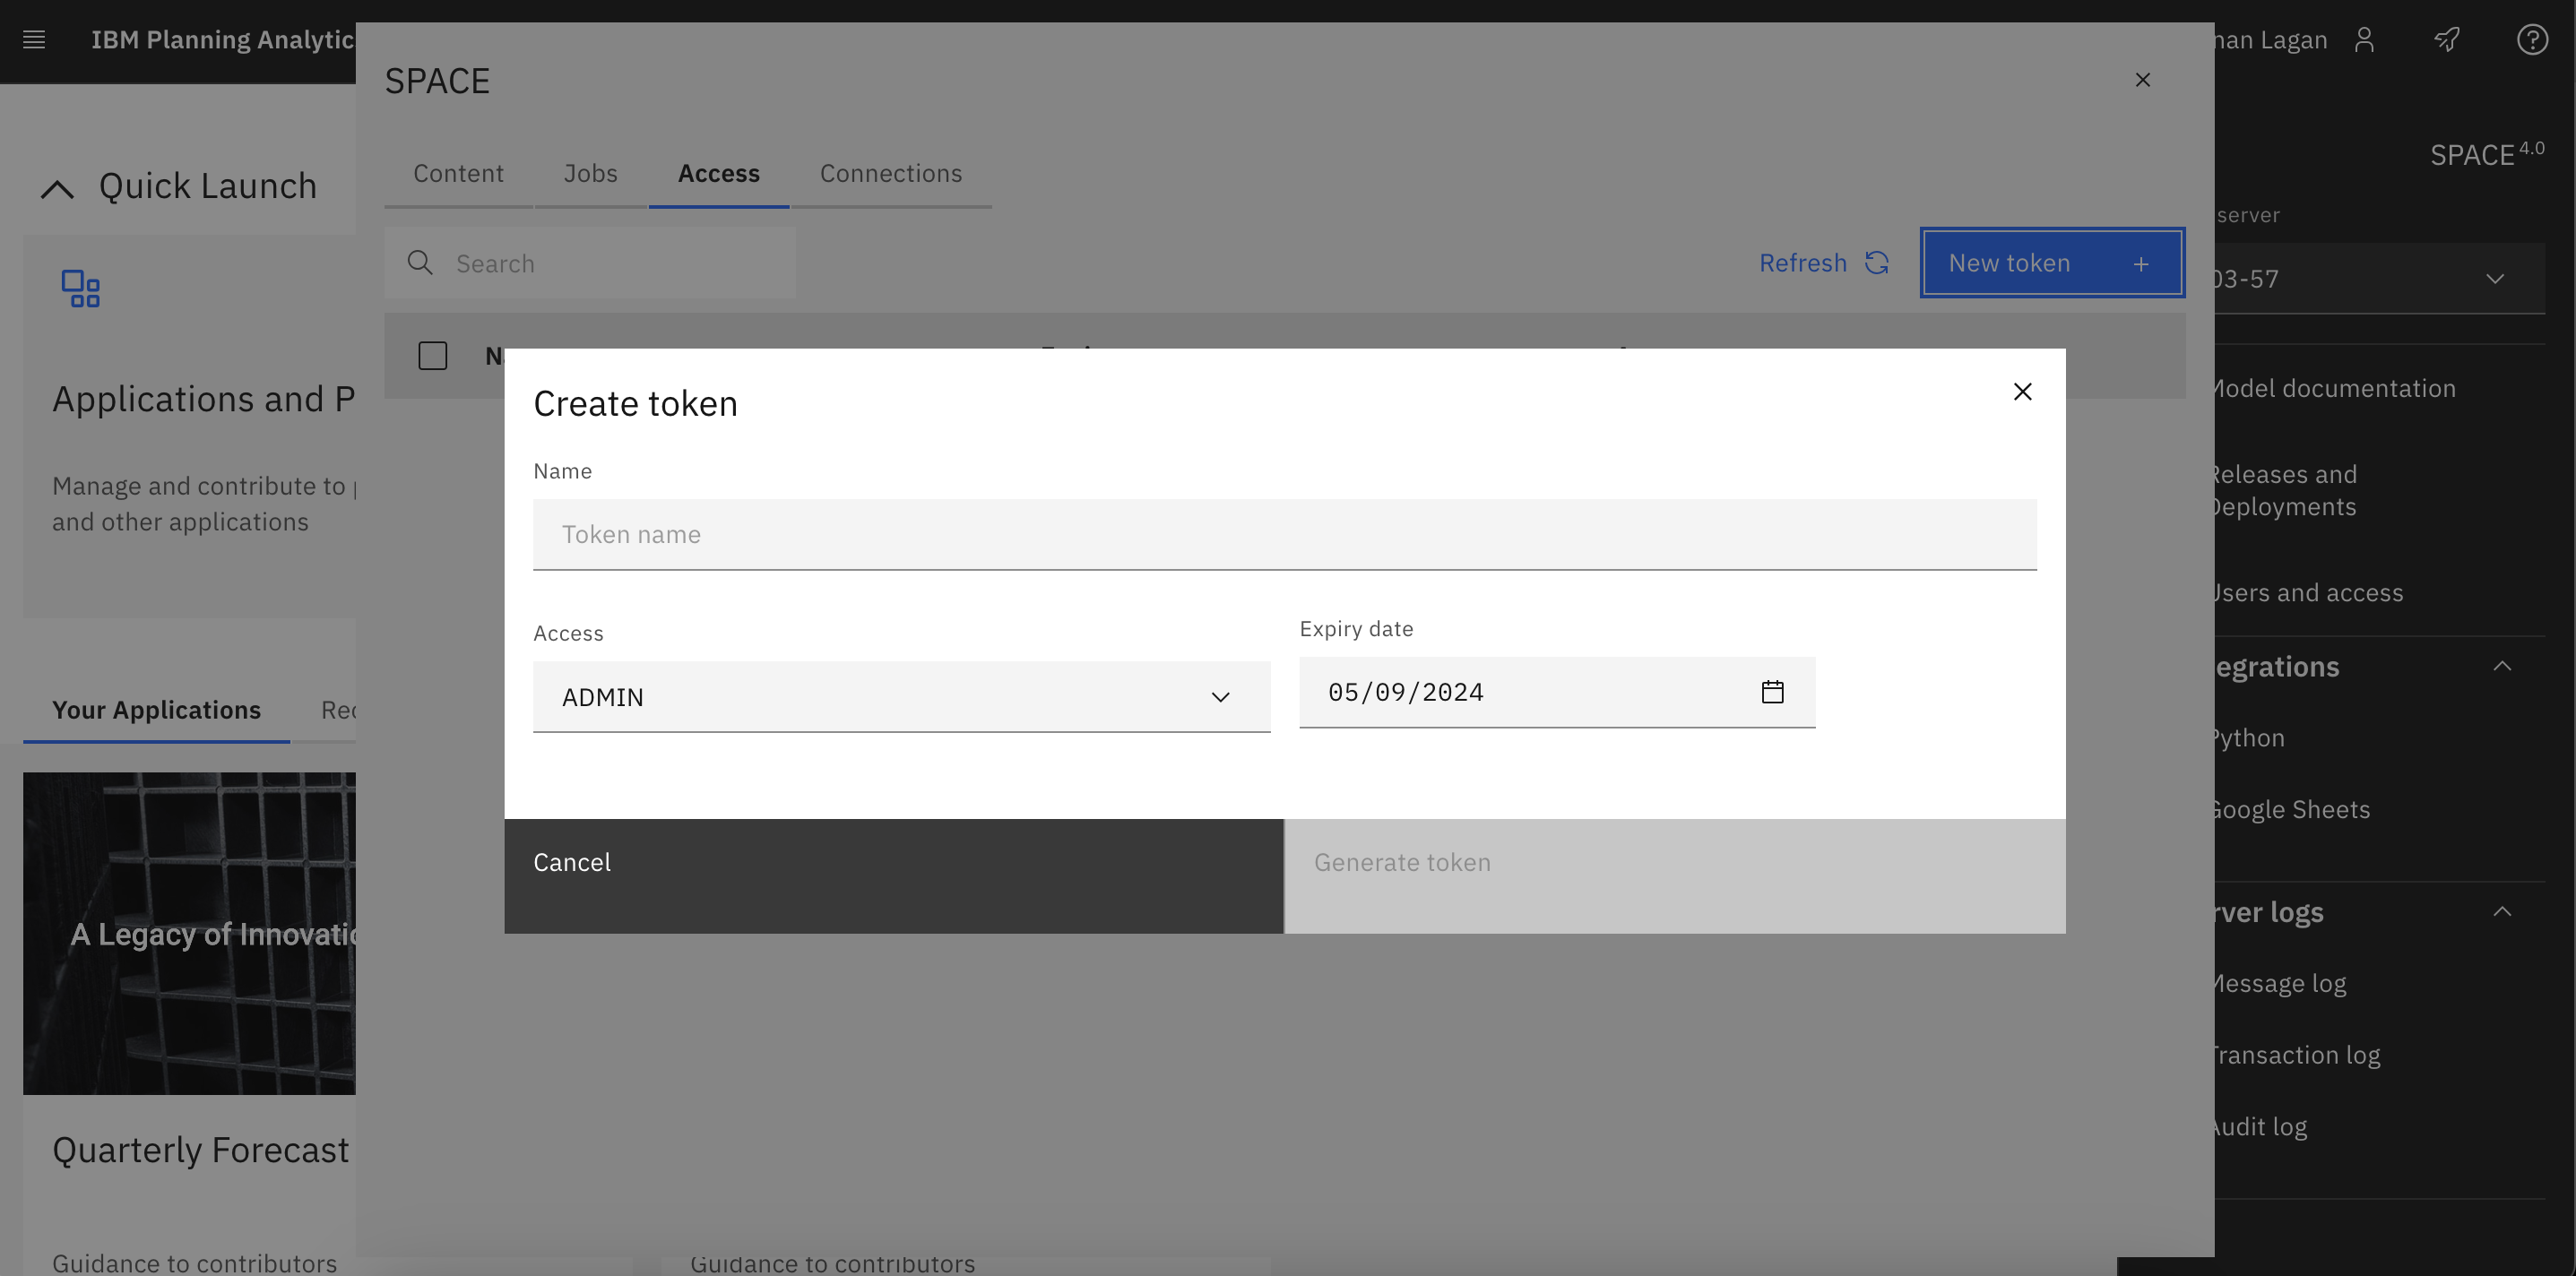 IBM Planning Analytic
nan Lagan
SPACE
Content
Jobs
Access
Connections
Search
Refresh
New token
+
SPACE 4.0
server
03-57
Quick Launch
Applications and P
Manage and contribute to
and other applications
Create token
Name
Token name
Access
ADMIN
Expiry date
05/09/2024
Cancel
Generate token
Your Applications
Rec
A Legacy of Innovatio
Quarterly Forecast
Guidance to contributors
Guidance to contributors
Model documentation
Releases and
Deployments
Users and access
egrations
Python
Google Sheets
rver logs
Message log
Transaction log
Audit log